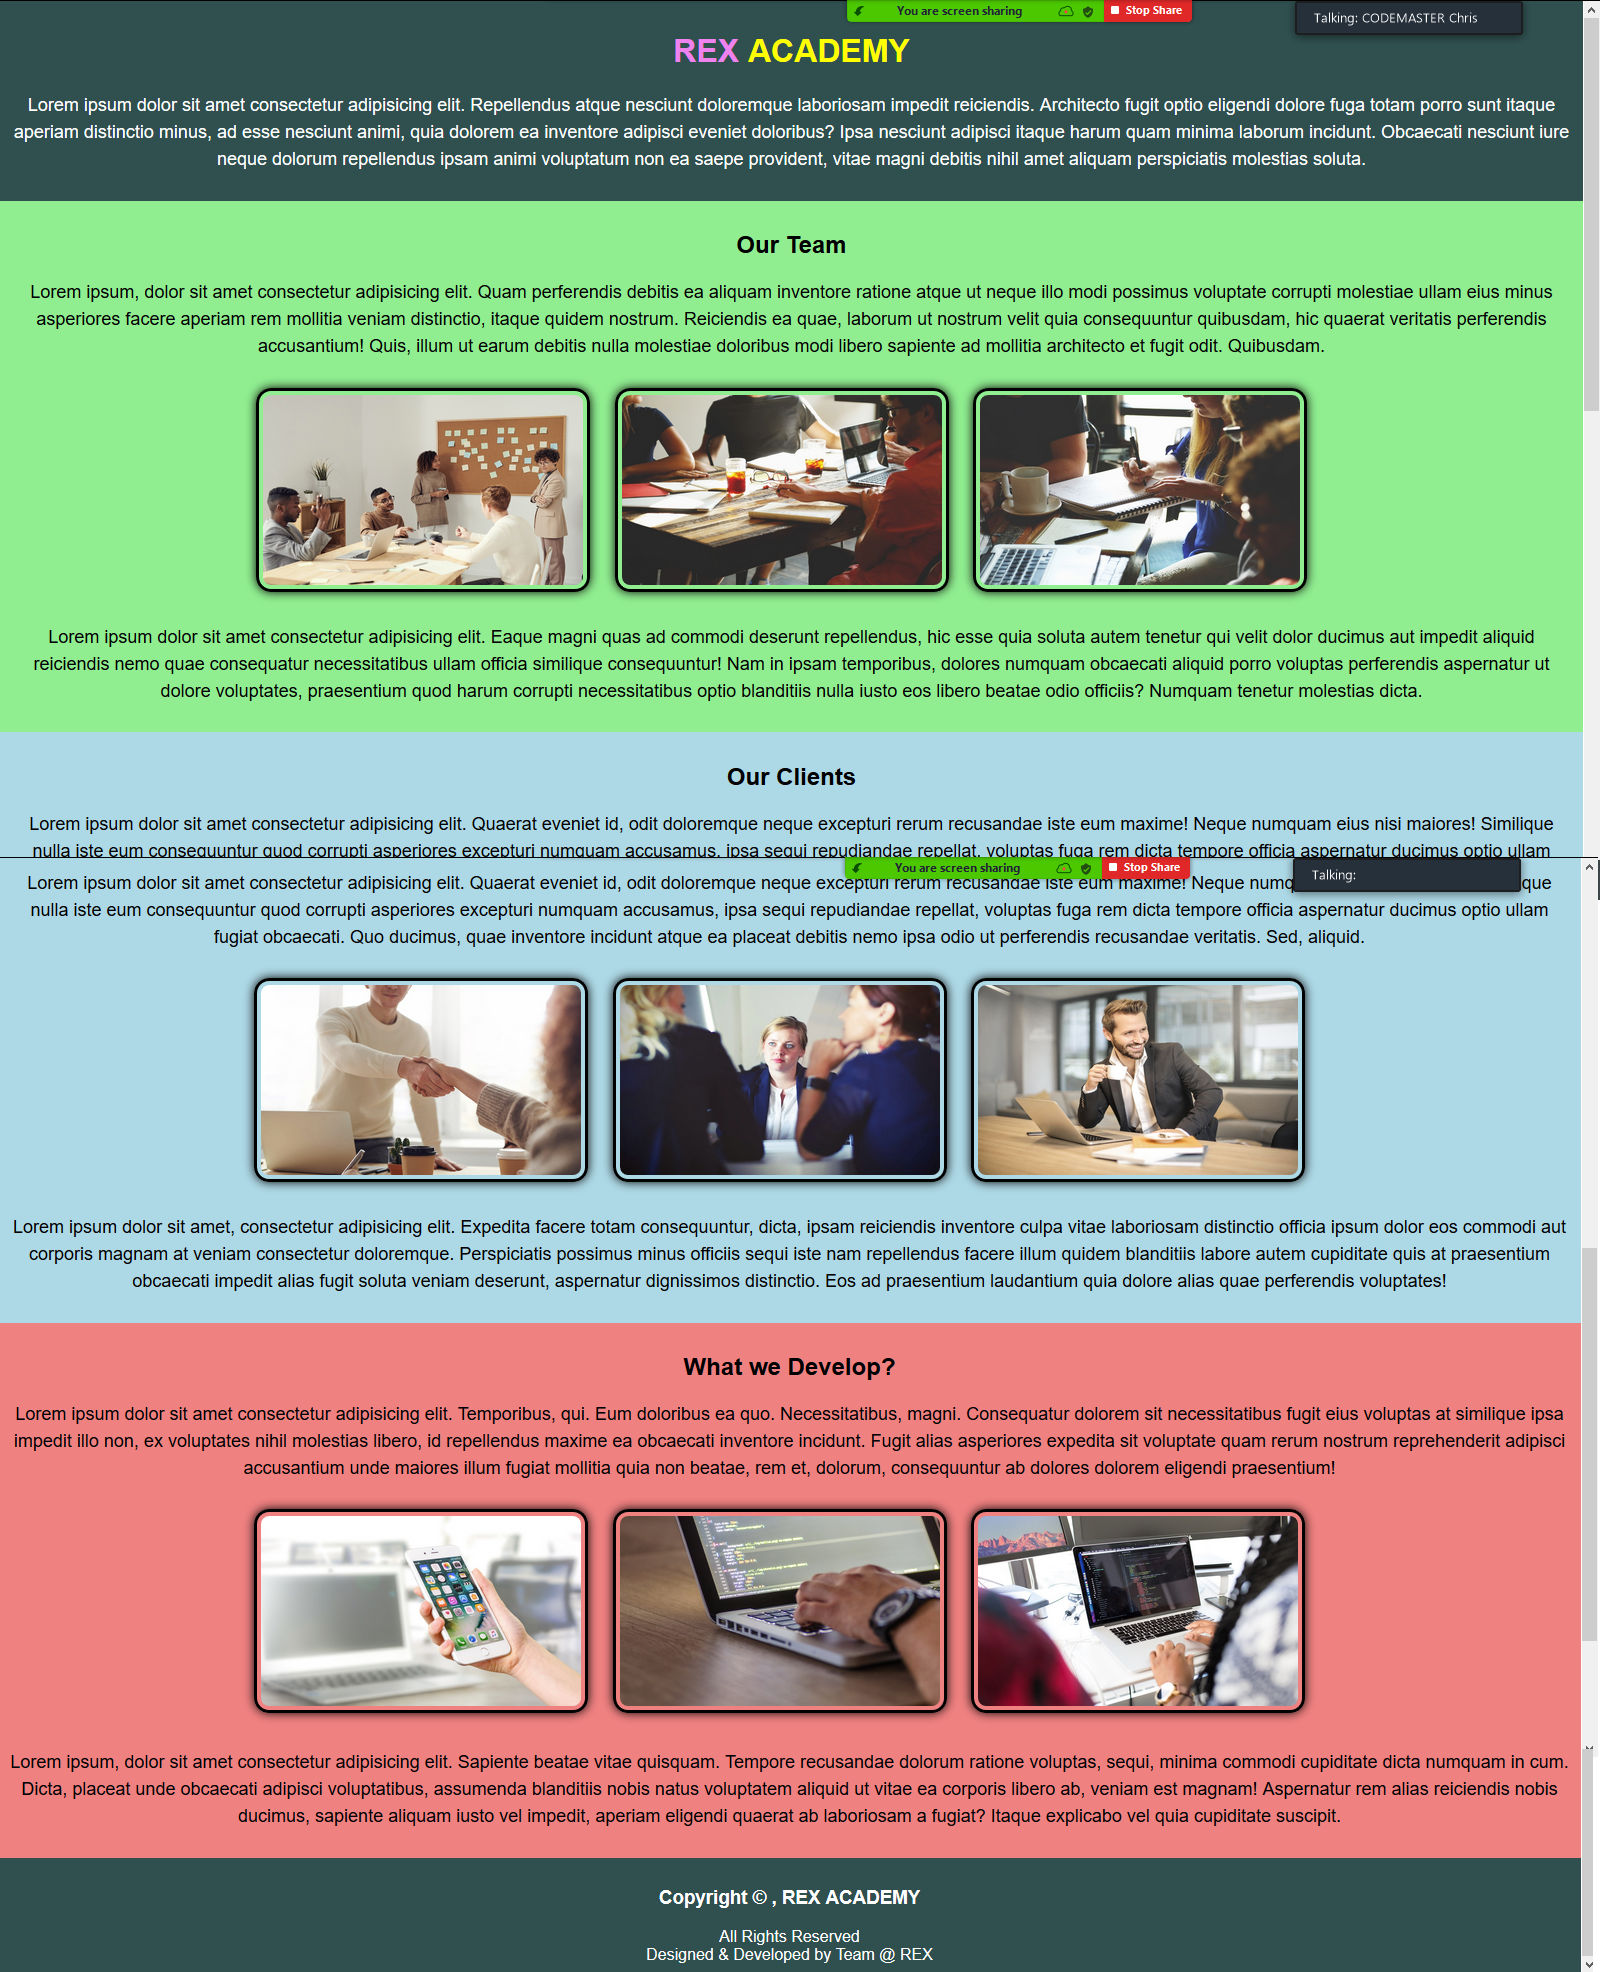 You are screen sharing
Stop Share
Talking: CODEMASTER Chris
REX ACADEMY
Lorem ipsum dolor sit amet consectetur adipisicing elit. Repellendus atque nesciunt doloremque laboriosam impedit reiciendis. Architecto fugit optio eligendi dolore fuga totam porro sunt itaque
aperiam distinctio minus, ad esse nesciunt animi, quia dolorem ea inventore adipisci eveniet doloribus? Ipsa nesciunt adipisci itaque harum quam minima laborum incidunt. Obcaecati nesciunt iure
neque dolorum repellendus ipsam animi voluptatum non ea saepe provident, vitae magni debitis nihil amet aliquam perspiciatis molestias soluta.
Our Team
Lorem ipsum, dolor sit amet consectetur adipisicing elit. Quam perferendis debitis ea aliquam inventore ratione atque ut neque illo modi possimus voluptate corrupti molestiae ullam eius minus
asperiores facere aperiam rem mollitia veniam distinctio, itaque quidem nostrum. Reiciendis ea quae, laborum ut nostrum velit quia consequuntur quibusdam, hic quaerat veritatis perferendis
accusantium! Quis, illum ut earum debitis nulla molestiae doloribus modi libero sapiente ad mollitia architecto et fugit odit. Quibusdam.
Lorem ipsum dolor sit amet consectetur adipisicing elit. Eaque magni quas ad commodi deserunt repellendus, hic esse quia soluta autem tenetur qui velit dolor ducimus aut impedit aliquid
reiciendis nemo quae consequatur necessitatibus ullam officia similique consequuntur! Nam in ipsam temporibus, dolores numquam obcaecati aliquid porro voluptas perferendis aspernatur ut
dolore voluptates, praesentium quod harum corrupti necessitatibus optio blanditiis nulla iusto eos libero beatae odio officiis? Numquam tenetur molestias dicta.
Our Clients
Lorem ipsum dolor sit amet consectetur adipisicing elit. Quaerat eveniet id, odit doloremque neque excepturi rerum recusandae iste eum maxime! Neque numquam eius nisi maiores! Similique
nulla iste eum consequuntur quod corrupti asperiores excepturi numquam accusamus, ipsa sequi repudiandae repellat, voluptas fuga rem dicta tempore officia aspernatur ducimus optio ullam
You are screen sharing
Stop Share
Talking:
Lorem ipsum dolor sit amet consectetur adipisicing elit. Quaerat eveniet id, odit doloremque neque excepturi rerum recusandae iste eum maxime! Neque numq que
nulla iste eum consequuntur quod corrupti asperiores excepturi numquam accusamus, ipsa sequi repudiandae repellat, voluptas fuga rem dicta tempore officia aspernatur ducimus optio ullam
fugiat obcaecati. Quo ducimus, quae inventore incidunt atque ea placeat debitis nemo ipsa odio ut perferendis recusandae veritatis. Sed, aliquid.
Lorem ipsum dolor sit amet, consectetur adipisicing elit. Expedita facere totam consequuntur, dicta, ipsam reiciendis inventore culpa vitae laboriosam distinctio officia ipsum dolor eos commodi aut
corporis magnam at veniam consectetur doloremque. Perspiciatis possimus minus officiis sequi iste nam repellendus facere illum quidem blanditiis labore autem cupiditate quis at praesentium
obcaecati impedit alias fugit soluta veniam deserunt, aspernatur dignissimos distinctio. Eos ad praesentium laudantium quia dolore alias quae perferendis voluptates!
What we Develop?
Lorem ipsum dolor sit amet consectetur adipisicing elit. Temporibus, qui. Eum doloribus ea quo. Necessitatibus, magni. Consequatur dolorem sit necessitatibus fugit eius voluptas at similique ipsa
impedit illo non, ex voluptates nihil molestias libero, id repellendus maxime ea obcaecati inventore incidunt. Fugit alias asperiores expedita sit voluptate quam rerum nostrum reprehenderit adipisci
accusantium unde maiores illum fugiat mollitia quia non beatae, rem et, dolorum, consequuntur ab dolores dolorem eligendi praesentium!
Lorem ipsum, dolor sit amet consectetur adipisicing elit. Sapiente beatae vitae quisquam. Tempore recusandae dolorum ratione voluptas, sequi, minima commodi cupiditate dicta numquam in cum.
Dicta, placeat unde obcaecati adipisci voluptatibus, assumenda blanditiis nobis natus voluptatem aliquid ut vitae ea corporis libero ab, veniam est magnam! Aspernatur rem alias reiciendis nobis
ducimus, sapiente aliquam iusto vel impedit, aperiam eligendi quaerat ab laboriosam a fugiat? Itaque explicabo vel quia cupiditate suscipit.
Copyright © , REX ACADEMY
All Rights Reserved
Designed & Developed by Team @ REX